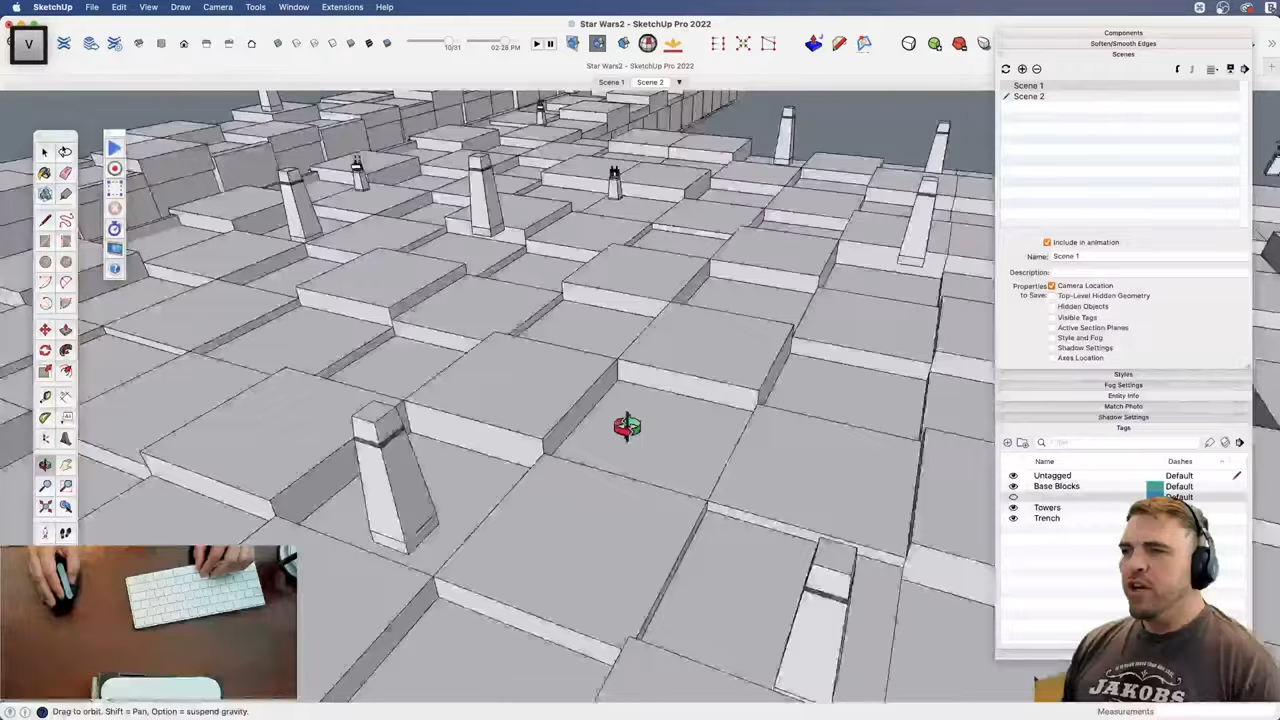 SketchUp File Edit View Draw Camera Tools Window Extensions Help
Star Wars2 - SketchUp Pro 2022
V
10/31 02:28 PM
Star Wars2 - SketchUp Pro 2022
Scene 1 Scene 2
Components
Soften/Smooth Edges
Scenes
Scene 1
Scene 2
Include in animation
Name: Scene 1
Description:
Properties to Save:
Camera Location
Top-Level Hidden Geometry
Hidden Objects
Visible Tags
Active Section Planes
Style and Fog
Shadow Settings
Axes Location
Styles
Fog Settings
Entity Info
Match Photo
Shadow Settings
Tags
Filter
Name Dashes
Untagged Default
Base Blocks Default
Default
Towers
Trench
JAKOBS
Drag to orbit. Shift = Pan, Option = suspend gravity.
Measurements